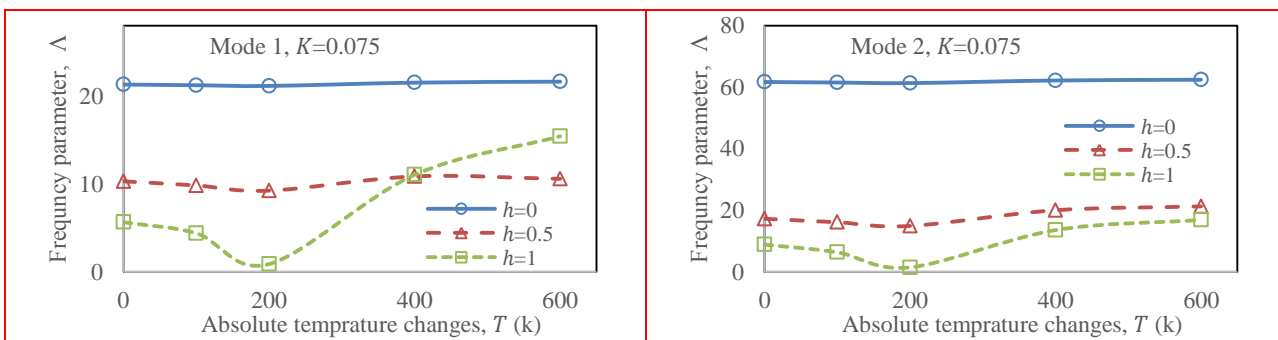 Mode 1, K=0.075
Frequncy parameter, Λ
20
10
0
h=0
h=0.5
h=1
0 200 400 600
Absolute temprature changes, T (k)
Mode 2, K=0.075
Frequncy parameter, Λ
80
60
40
20
0
h=0
h=0.5
h=1
0 200 400 600
Absolute temprature changes, T (k)